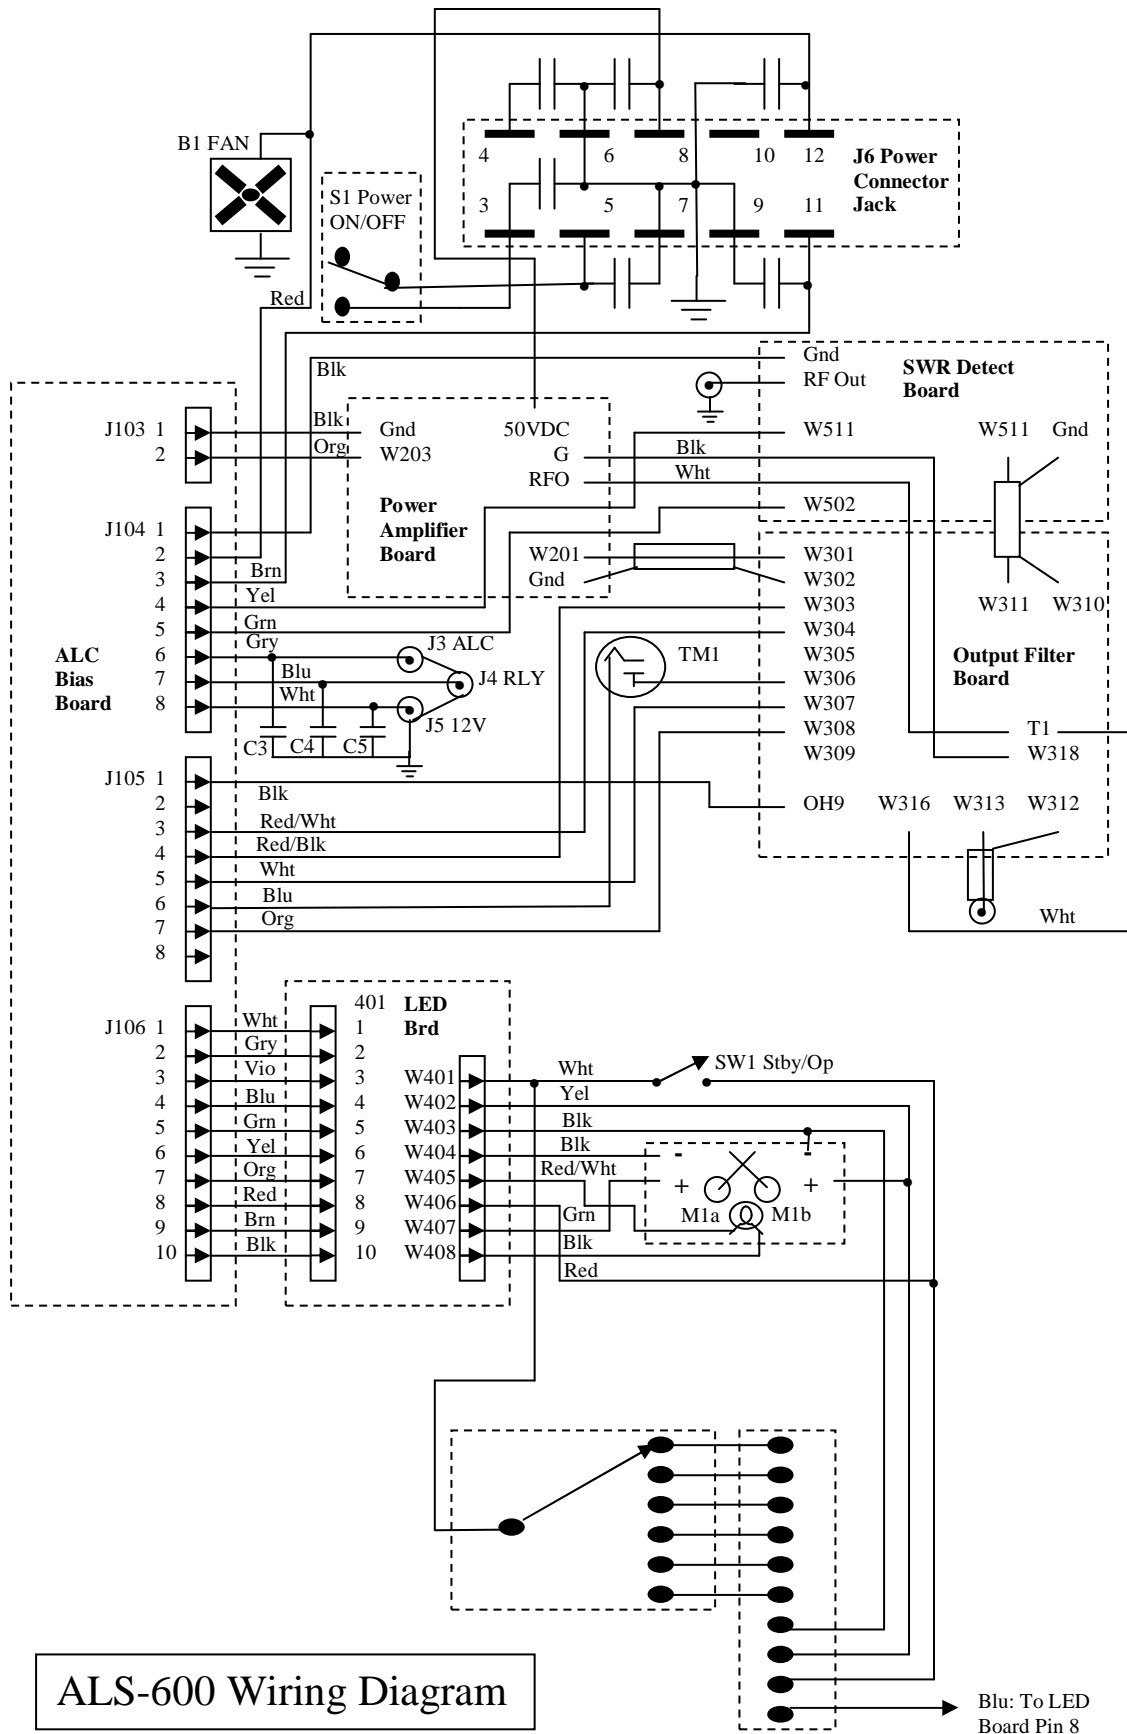 B1 FAN
S1 Power
ON/OFF
4 6 8 10 12
3 5 7 9 11
J6 Power
Connector
Jack
Red
Blk
Gnd
RF Out
SWR Detect
Board
W511
W502
W511 Gnd
J103 1
2
Blk
Org
Gnd
W203
50VDC
G
RFO
Power
Amplifier
Board
W201
Gnd
Blk
Wht
J104 1
2
3
4
5
6
7
8
Brn
Yel
Grn
Gry
Blu
Wht
J3 ALC
J4 RLY
J5 12V
C3
C4
C5
ALC
Bias
Board
TM1
W301
W302
W303
W304
W305
W306
W307
W308
W309
OH9 W316 W313 W312
W311 W310
Output Filter
Board
T1
W318
Wht
J105 1
2
3
4
5
6
7
8
Blk
Red/Wht
Red/Blk
Wht
Blu
Org
J106 1
2
3
4
5
6
7
8
9
10
Wht
Gry
Vio
Blu
Grn
Yel
Org
Red
Brn
Blk
401
1
2
3
4
5
6
7
8
9
10
LED
Brd
W401
W402
W403
W404
W405
W406
W407
W408
Wht
Yel
Blk
Blk
Red/Wht
Grn
Blk
Red
SW1 Stby/Op
- -
+ +
M1a M1b
ALS-600 Wiring Diagram
Blu: To LED
Board Pin 8